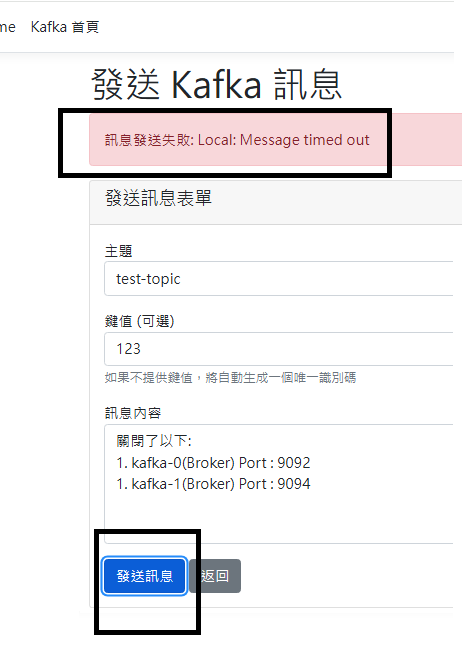 me Kafka 首頁
發送 Kafka 訊息
訊息發送失敗: Local: Message timed out
發送訊息表單
主題
test-topic
鍵值 (可選)
123
如果不提供鍵值，將自動生成一個唯一識別碼
訊息內容
關閉了以下:
1. kafka-0(Broker) Port : 9092
1. kafka-1(Broker) Port : 9094
發送訊息 返回